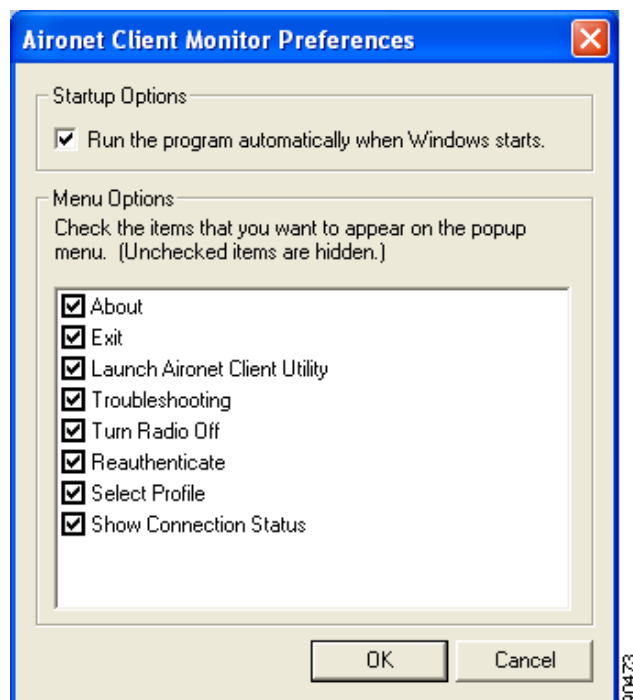 Aironet Client Monitor Preferences
Startup Options
Run the program automatically when Windows starts.
Menu Options
Check the items that you want to appear on the popup
menu. (Unchecked items are hidden.)
About
Exit
Launch Aironet Client Utility
Troubleshooting
Turn Radio Off
Reauthenticate
Select Profile
Show Connection Status
OK
Cancel